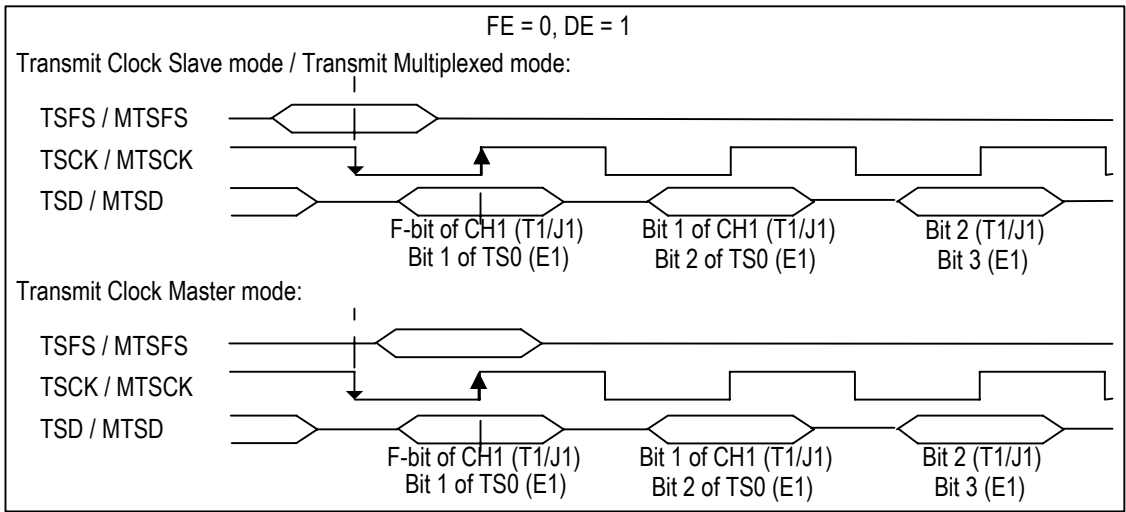 FE = 0, DE = 1
Transmit Clock Slave mode / Transmit Multiplexed mode:
TSFS / MTSFS
TSCK / MTSCK
TSD / MTSD
F-bit of CH1 (T1/J1) Bit 1 of CH1 (T1/J1) Bit 2 (T1/J1)
Bit 1 of TS0 (E1) Bit 2 of TS0 (E1) Bit 3 (E1)
Transmit Clock Master mode:
TSFS / MTSFS
TSCK / MTSCK
TSD / MTSD
F-bit of CH1 (T1/J1) Bit 1 of CH1 (T1/J1) Bit 2 (T1/J1)
Bit 1 of TS0 (E1) Bit 2 of TS0 (E1) Bit 3 (E1)